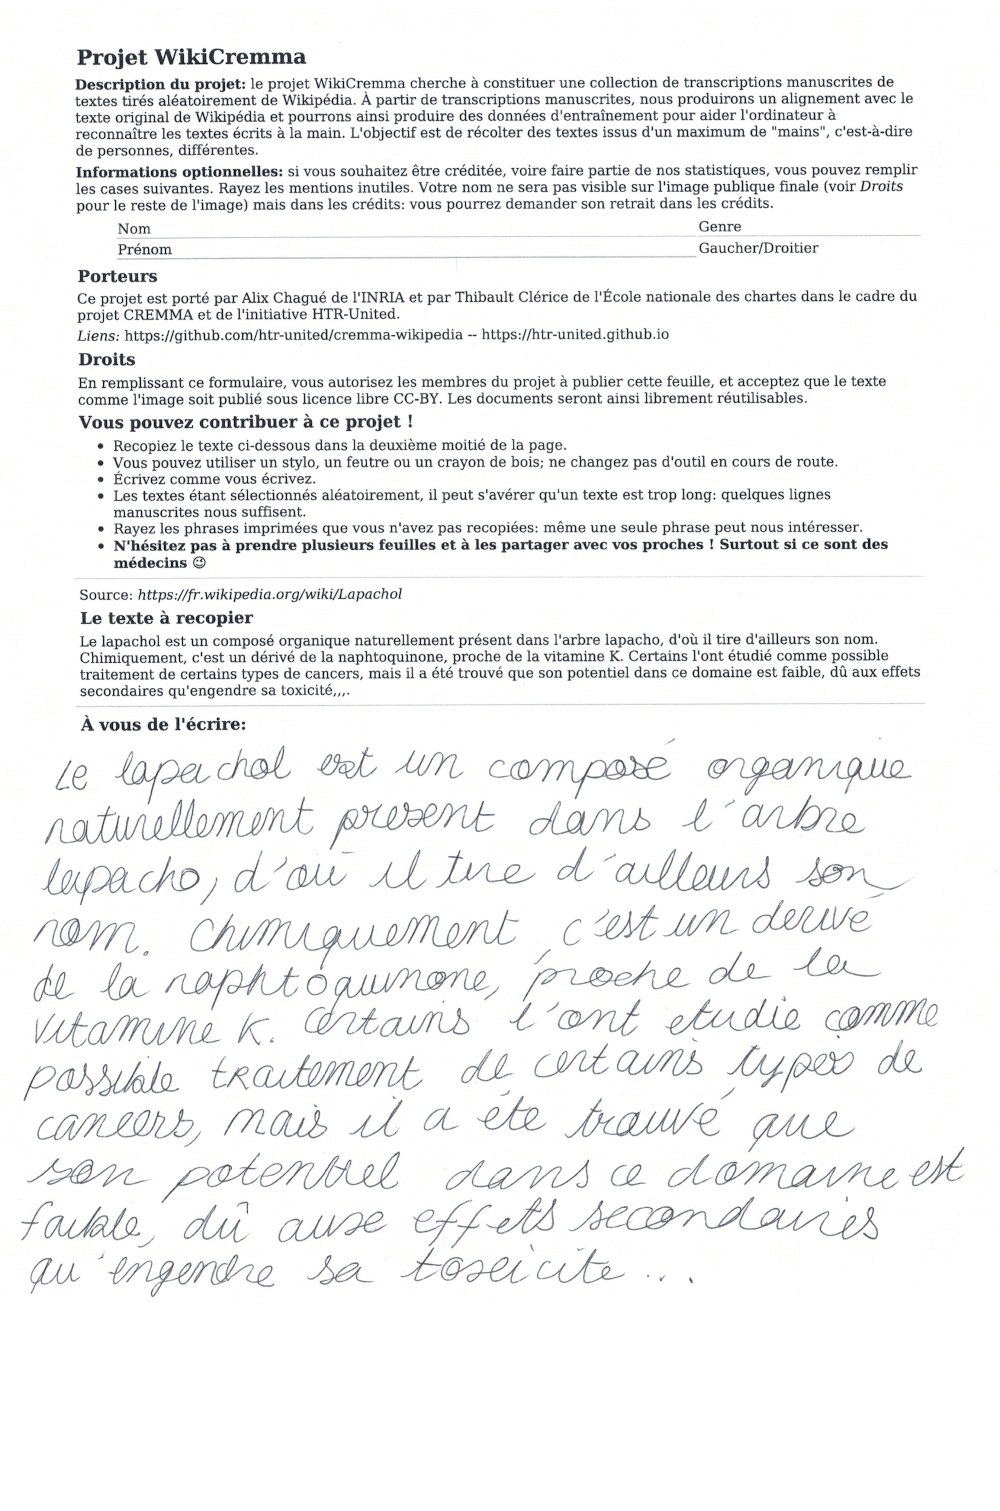 Projet WikiCremma
Description du projet: le projet WikiCremma cherche à constituer une collection de transcriptions manuscrites de
textes tirés aléatoirement de Wikipédia. À partir de transcriptions manuscrites, nous produirons un alignement avec le
texte original de Wikipédia et pourrons ainsi produire des données d'entraînement pour aider l'ordinateur à
reconnaître les textes écrits à la main. L'objectif est de récolter des textes issus d'un maximum de "mains", c'est-à-dire
de personnes, différentes.
Informations optionnelles: si vous souhaitez être créditée, voire faire partie de nos statistiques, vous pouvez remplir
les cases suivantes. Rayez les mentions inutiles. Votre nom ne sera pas visible sur l'image publique finale (voir Droits
pour le reste de l'image) mais dans les crédits: vous pourrez demander son retrait dans les crédits.
Nom Genre
Prénom Gaucher/Droitier
Porteurs
Ce projet est porté par Alix Chagué de l'INRIA et par Thibault Clérice de l'École nationale des chartes dans le cadre du
projet CREMMA et de l'initiative HTR-United.
Liens: https://github.com/htr-united/cremma-wikipedia -- https://htr-united.github.io
Droits
En remplissant ce formulaire, vous autorisez les membres du projet à publier cette feuille, et acceptez que le texte
comme l'image soit publié sous licence libre CC-BY. Les documents seront ainsi librement réutilisables.
Vous pouvez contribuer à ce projet !
• Recopiez le texte ci-dessous dans la deuxième moitié de la page.
• Vous pouvez utiliser un stylo, un feutre ou un crayon de bois; ne changez pas d'outil en cours de route.
• Écrivez comme vous écrivez.
• Les textes étant sélectionnés aléatoirement, il peut s'avérer qu'un texte est trop long: quelques lignes
manuscrites nous suffisent.
• Rayez les phrases imprimées que vous n'avez pas recopiées: même une seule phrase peut nous intéresser.
• N'hésitez pas à prendre plusieurs feuilles et à les partager avec vos proches ! Surtout si ce sont des
médecins ☺
Source: https://fr.wikipedia.org/wiki/Lapachol
Le texte à recopier
Le lapachol est un composé organique naturellement présent dans l'arbre lapacho, d'où il tire d'ailleurs son nom.
Chimiquement, c'est un dérivé de la naphtoquinone, proche de la vitamine K. Certains l'ont étudié comme possible
traitement de certains types de cancers, mais il a été trouvé que son potentiel dans ce domaine est faible, dû aux effets
secondaires qu'engendre sa toxicité,,,.
À vous de l'écrire:
Le lapachol est un composé organique
naturellement present dans l'arbre
lapacho, d'où il tire d'ailleurs son
nom. Chimiquement, c'est un derivé
de la naphtoquinone, proche de la
vitamine K. Certains l'ont etudie comme
possible traitement de certains types de
cancers, mais il a éte trouvé que
son potentiel dans ce domaine est
faible, dû aux effets secondaires
qu'engendre sa toxicite...